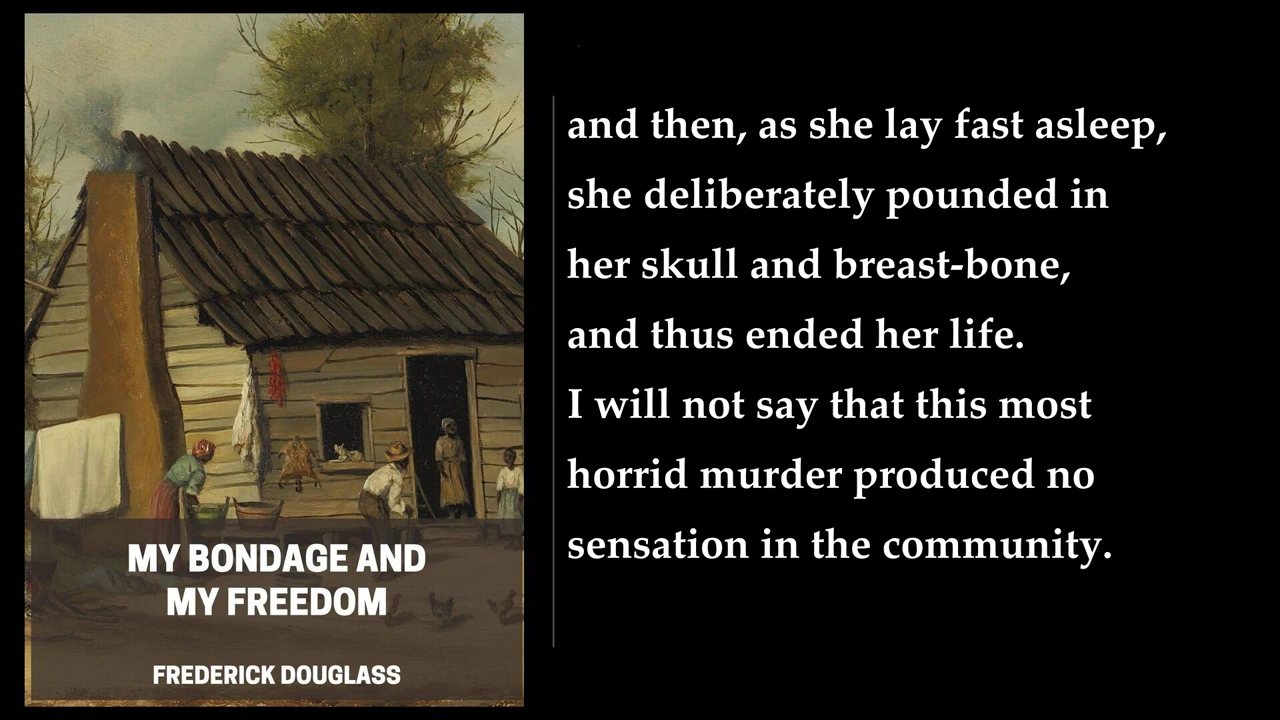 MY BONDAGE AND
MY FREEDOM
FREDERICK DOUGLASS
and then, as she lay fast asleep,
she deliberately pounded in
her skull and breast-bone,
and thus ended her life.
I will not say that this most
horrid murder produced no
sensation in the community.